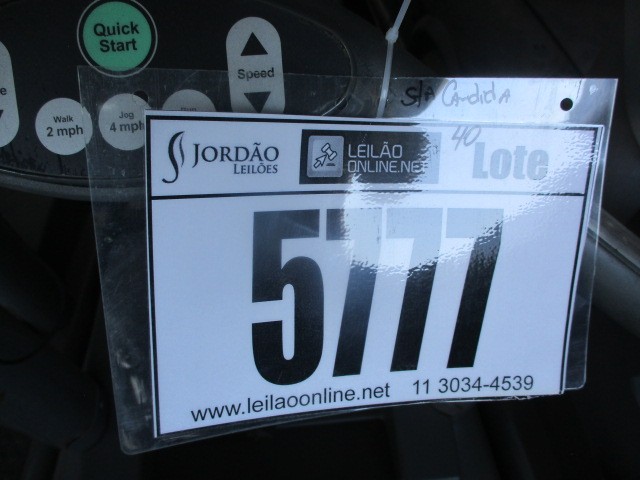 Quick
Start
Speed
Walk
2 mph
Jog
4 mph
S/A Candida
40
JORDÃO
LEILÕES
LEILÃO
ONLINE.NET
Lote
5777
www.leilaoonline.net 11 3034-4539